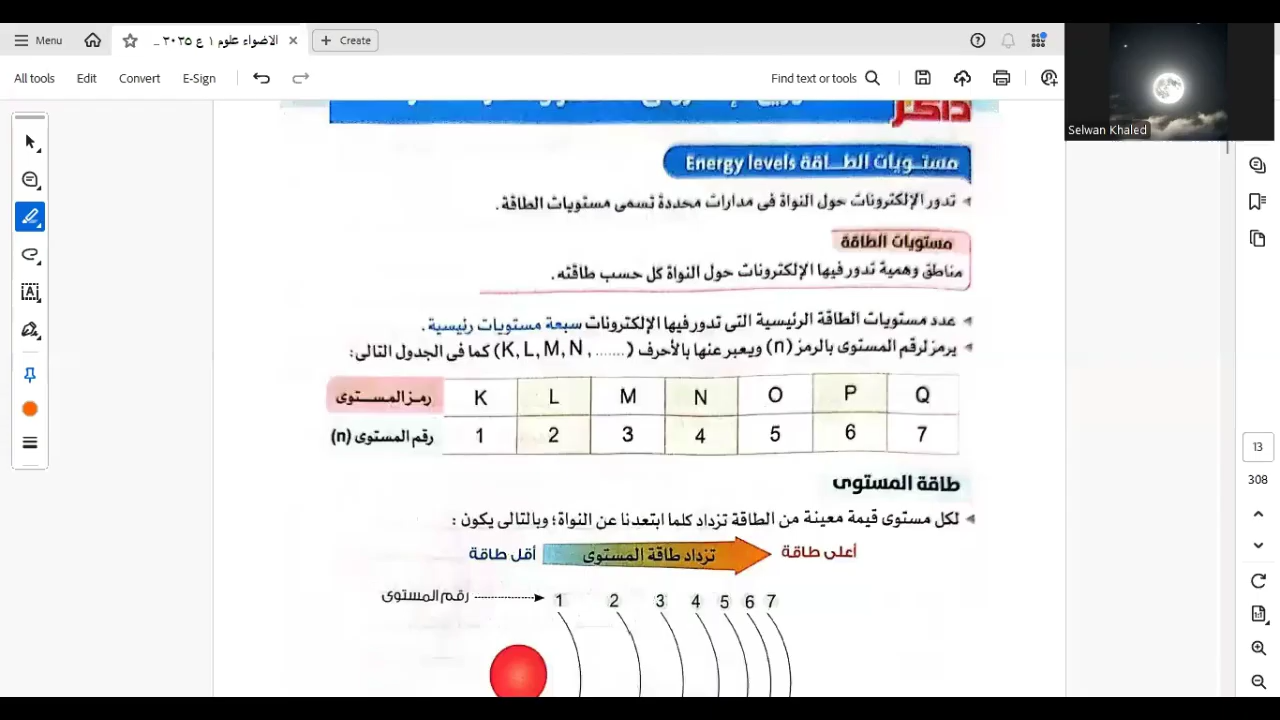 Menu
الاضواء علوم ١ ع ٢٠٢٥ ...
Create
All tools
Edit
Convert
E-Sign
Find text or tools
Selwan Khaled
ذاكر
مستويات الطاقة Energy levels
تدور الإلكترونات حول النواة فى مدارات محددة تسمى مستويات الطاقة.
مستويات الطاقة
مناطق وهمية تدور فيها الإلكترونات حول النواة كل حسب طاقته.
عدد مستويات الطاقة الرئيسية التى تدور فيها الإلكترونات سبعة مستويات رئيسية.
يرمز لرقم المستوى بالرمز (n) ويعبر عنها بالأحرف (K, L, M, N, .......) كما فى الجدول التالى:
رمز المستوى K L M N O P Q
رقم المستوى (n) 1 2 3 4 5 6 7
طاقة المستوى
لكل مستوى قيمة معينة من الطاقة تزداد كلما ابتعدنا عن النواة؛ وبالتالى يكون:
أقل طاقة
تزداد طاقة المستوى
أعلى طاقة
رقم المستوى 1 2 3 4 5 6 7
13
308